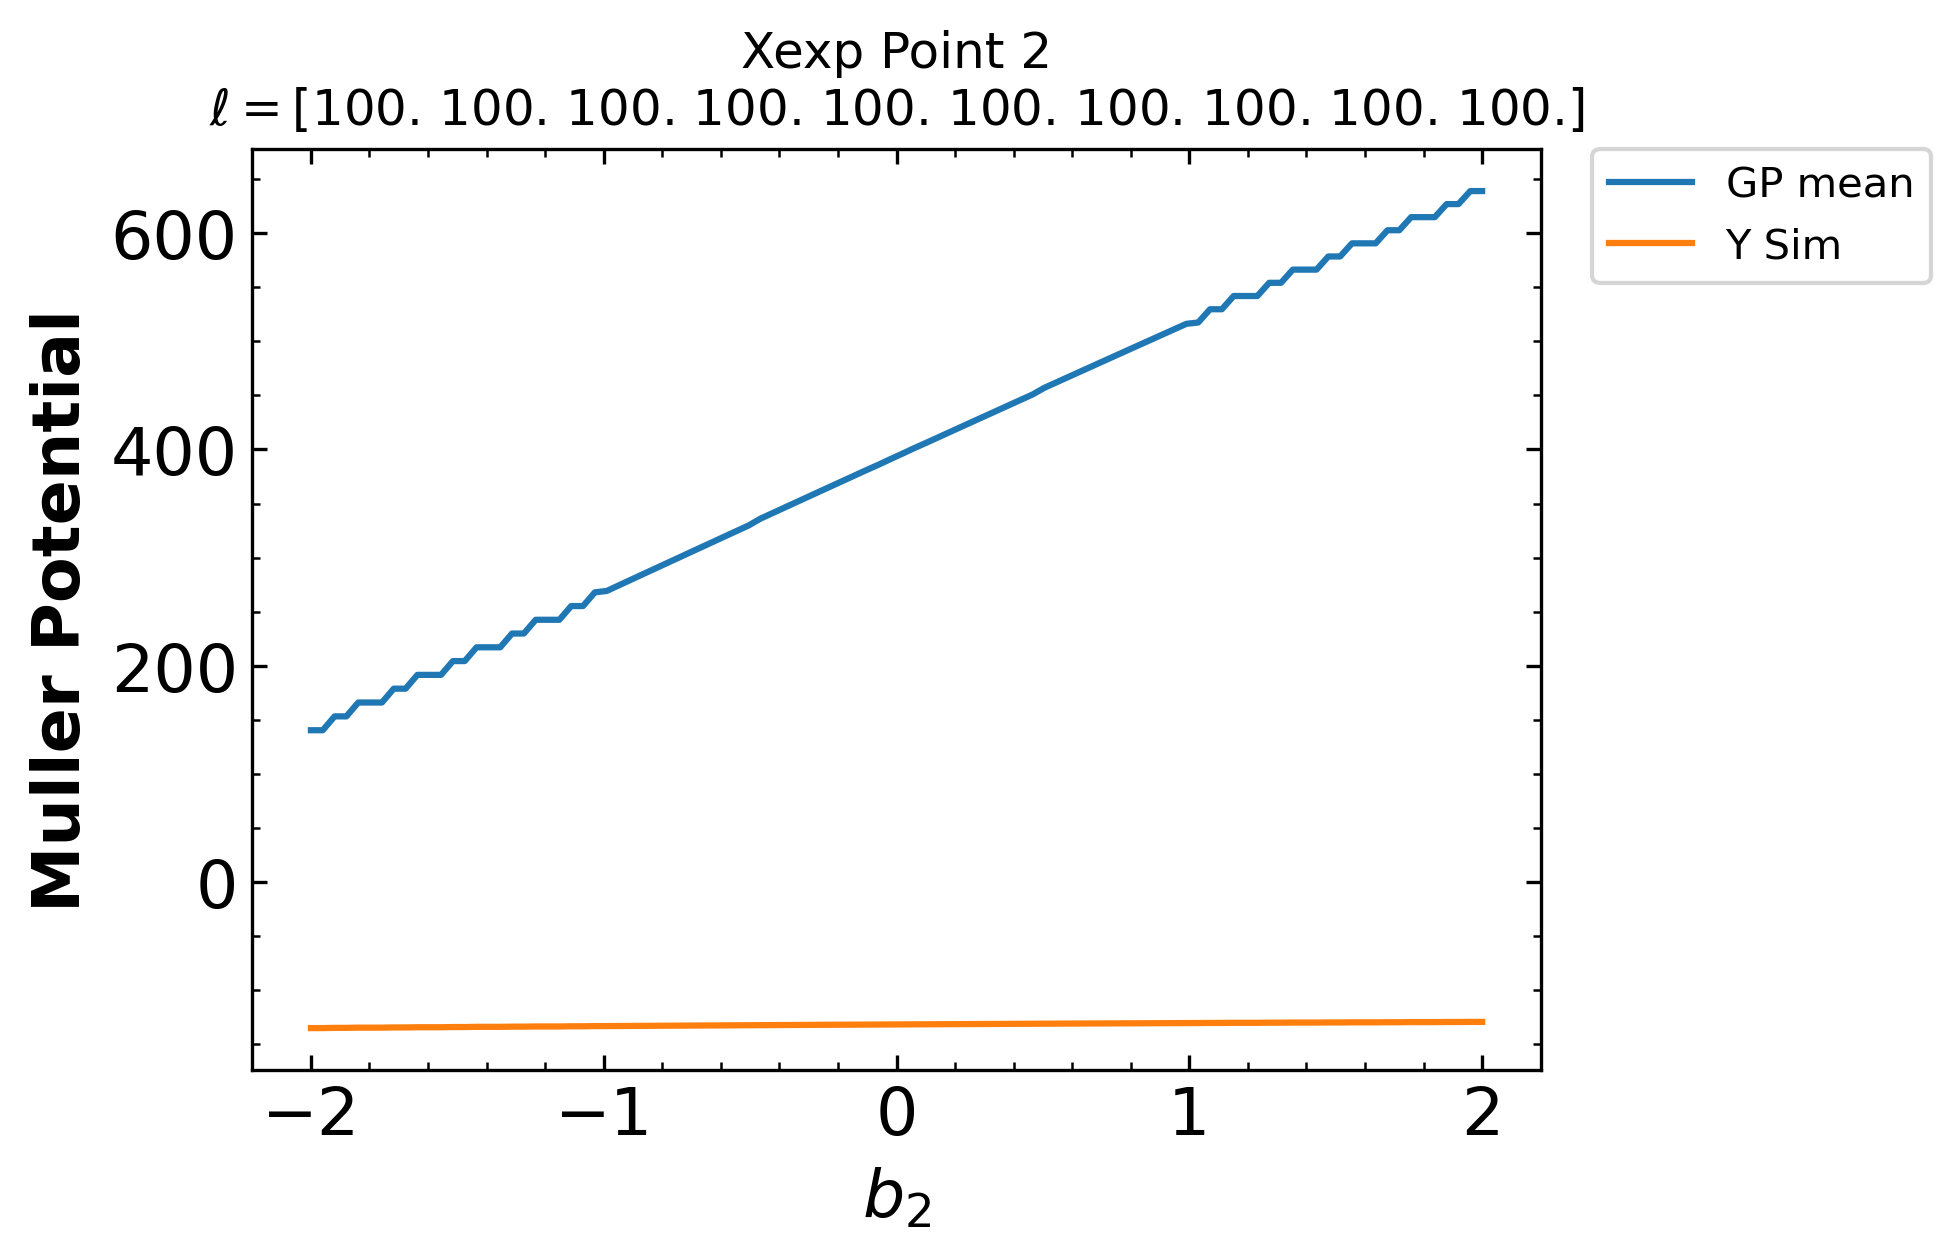 Xexp Point 2
ℓ = [100. 100. 100. 100. 100. 100. 100. 100. 100. 100.]
GP mean
Y Sim
Muller Potential
600
400
200
0
−2 −1 0 1 2
b₂